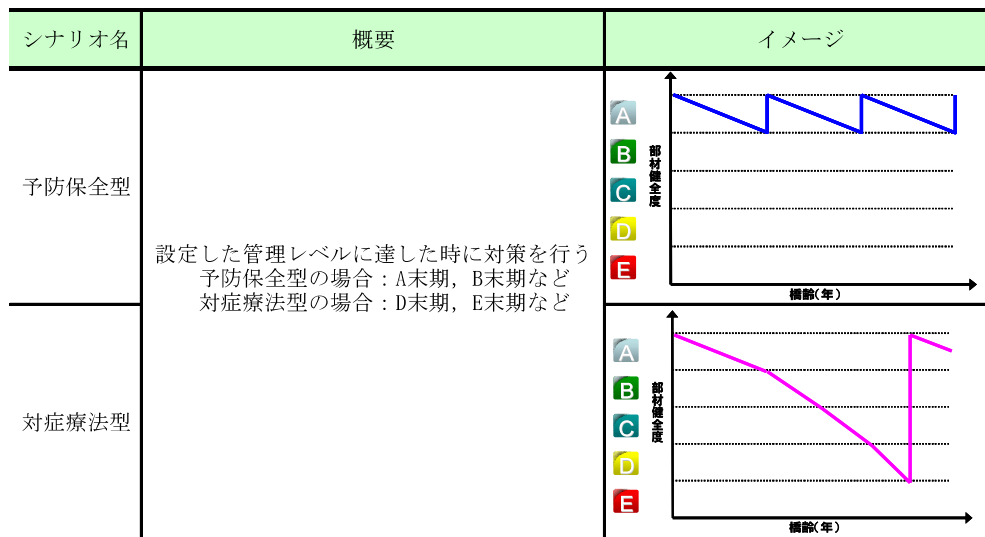 シナリオ名
概要
イメージ
予防保全型
設定した管理レベルに達した時に対策を行う
予防保全型の場合：A末期，B末期など
対症療法型の場合：D末期，E末期など
A
B
C
D
E
部材健全度
橋齢(年)
対症療法型
A
B
C
D
E
部材健全度
橋齢(年)